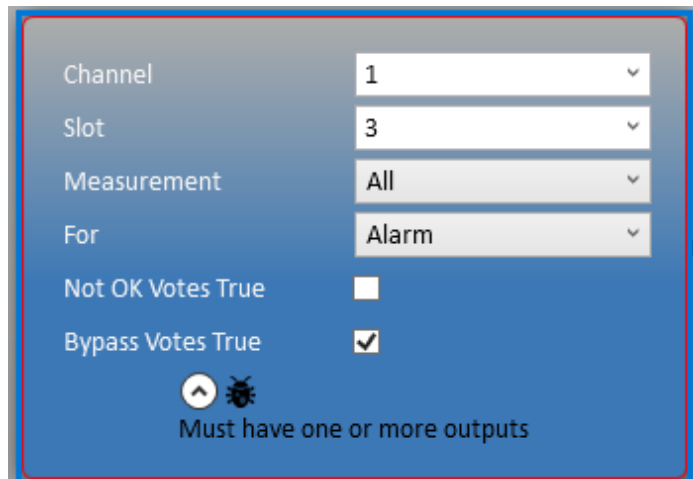 Channel 1
Slot 3
Measurement All
For Alarm
Not OK Votes True
Bypass Votes True
Must have one or more outputs